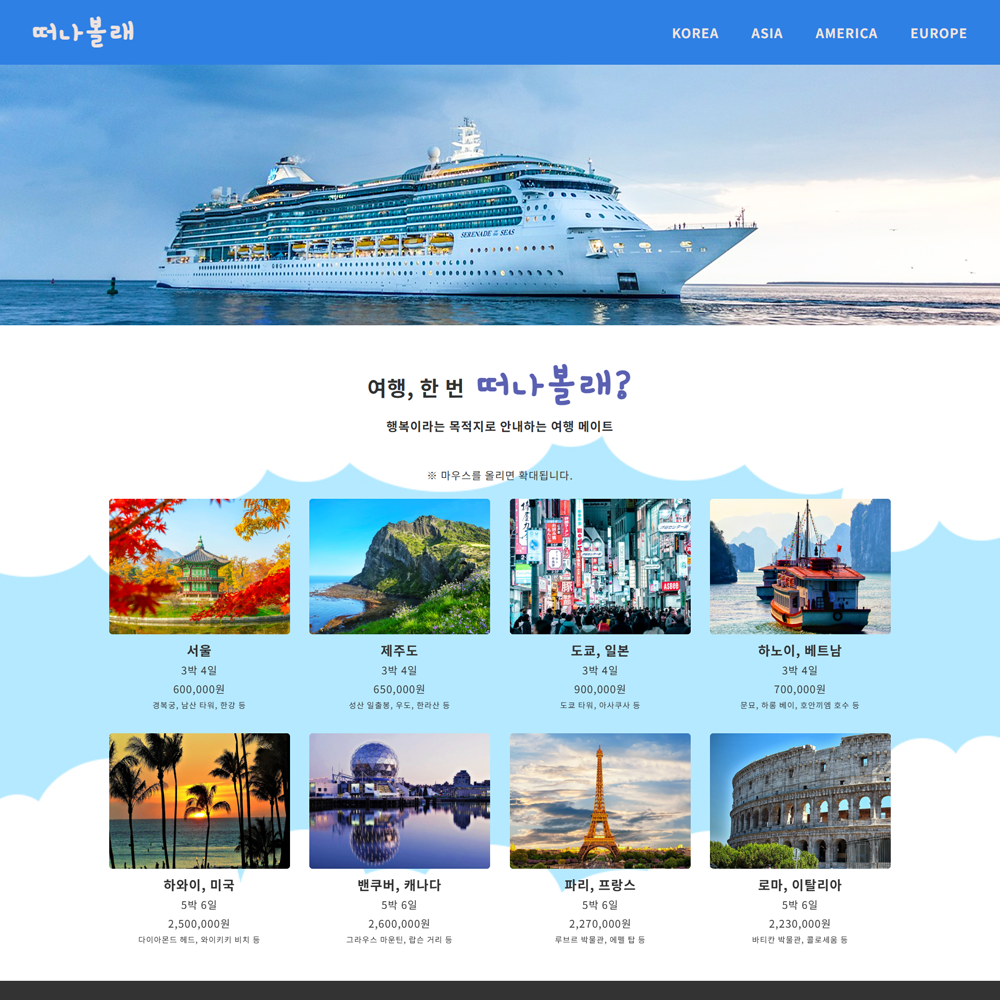 떠나볼래
KOREA ASIA AMERICA EUROPE
SERENADE OF THE SEAS
여행, 한 번 떠나볼래?
행복이라는 목적지로 안내하는 여행 메이트
※ 마우스를 올리면 확대됩니다.
서울
3박 4일
600,000원
경복궁, 남산 타워, 한강 등
제주도
3박 4일
650,000원
성산 일출봉, 우도, 한라산 등
도쿄, 일본
3박 4일
900,000원
도쿄 타워, 아사쿠사 등
하노이, 베트남
3박 4일
700,000원
문묘, 하롱 베이, 호안끼엠 호수 등
하와이, 미국
5박 6일
2,500,000원
다이아몬드 헤드, 와이키키 비치 등
밴쿠버, 캐나다
5박 6일
2,600,000원
그라우스 마운틴, 랍슨 거리 등
파리, 프랑스
5박 6일
2,270,000원
루브르 박물관, 에펠 탑 등
로마, 이탈리아
5박 6일
2,230,000원
바티칸 박물관, 콜로세움 등